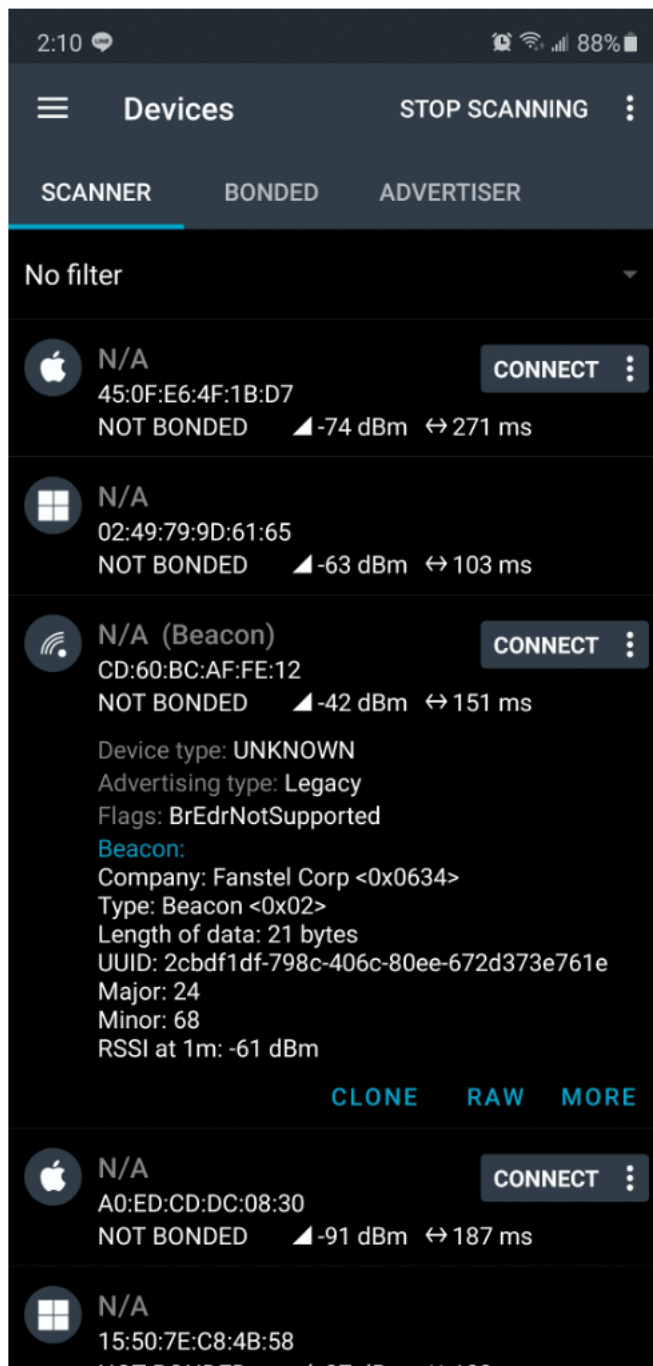 2:10 LINE 88%
Devices STOP SCANNING
SCANNER BONDED ADVERTISER
No filter
N/A CONNECT
45:0F:E6:4F:1B:D7
NOT BONDED -74 dBm ↔ 271 ms
N/A
02:49:79:9D:61:65
NOT BONDED -63 dBm ↔ 103 ms
N/A (Beacon) CONNECT
CD:60:BC:AF:FE:12
NOT BONDED -42 dBm ↔ 151 ms
Device type: UNKNOWN
Advertising type: Legacy
Flags: BrEdrNotSupported
Beacon:
Company: Fanstel Corp <0x0634>
Type: Beacon <0x02>
Length of data: 21 bytes
UUID: 2cbdf1df-798c-406c-80ee-672d373e761e
Major: 24
Minor: 68
RSSI at 1m: -61 dBm
CLONE RAW MORE
N/A CONNECT
A0:ED:CD:DC:08:30
NOT BONDED -91 dBm ↔ 187 ms
N/A
15:50:7E:C8:4B:58